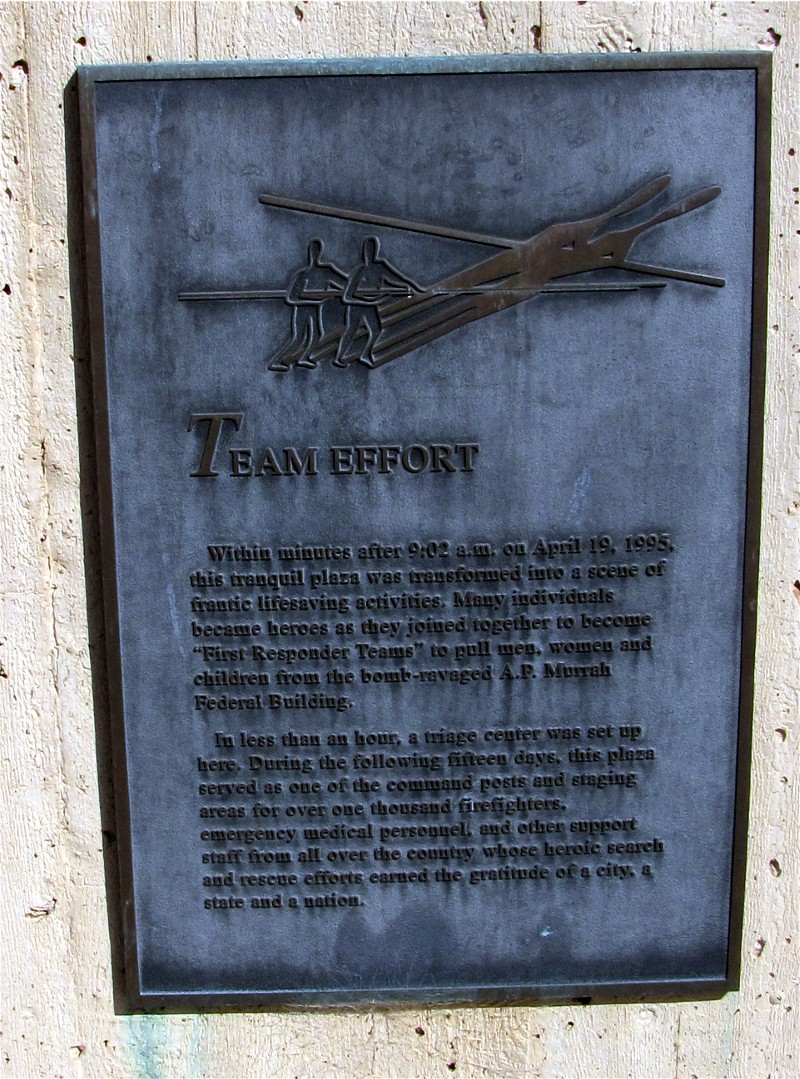 TEAM EFFORT
Within minutes after 9:02 a.m. on April 19, 1995,
this tranquil plaza was transformed into a scene of
frantic lifesaving activities. Many individuals
became heroes as they joined together to become
“First Responder Teams” to pull men, women and
children from the bomb-ravaged A.P. Murrah
Federal Building.
In less than an hour, a triage center was set up
here. During the following fifteen days, this plaza
served as one of the command posts and staging
areas for over one thousand firefighters,
emergency medical personnel, and other support
staff from all over the country whose heroic search
and rescue efforts earned the gratitude of a city, a
state and a nation.